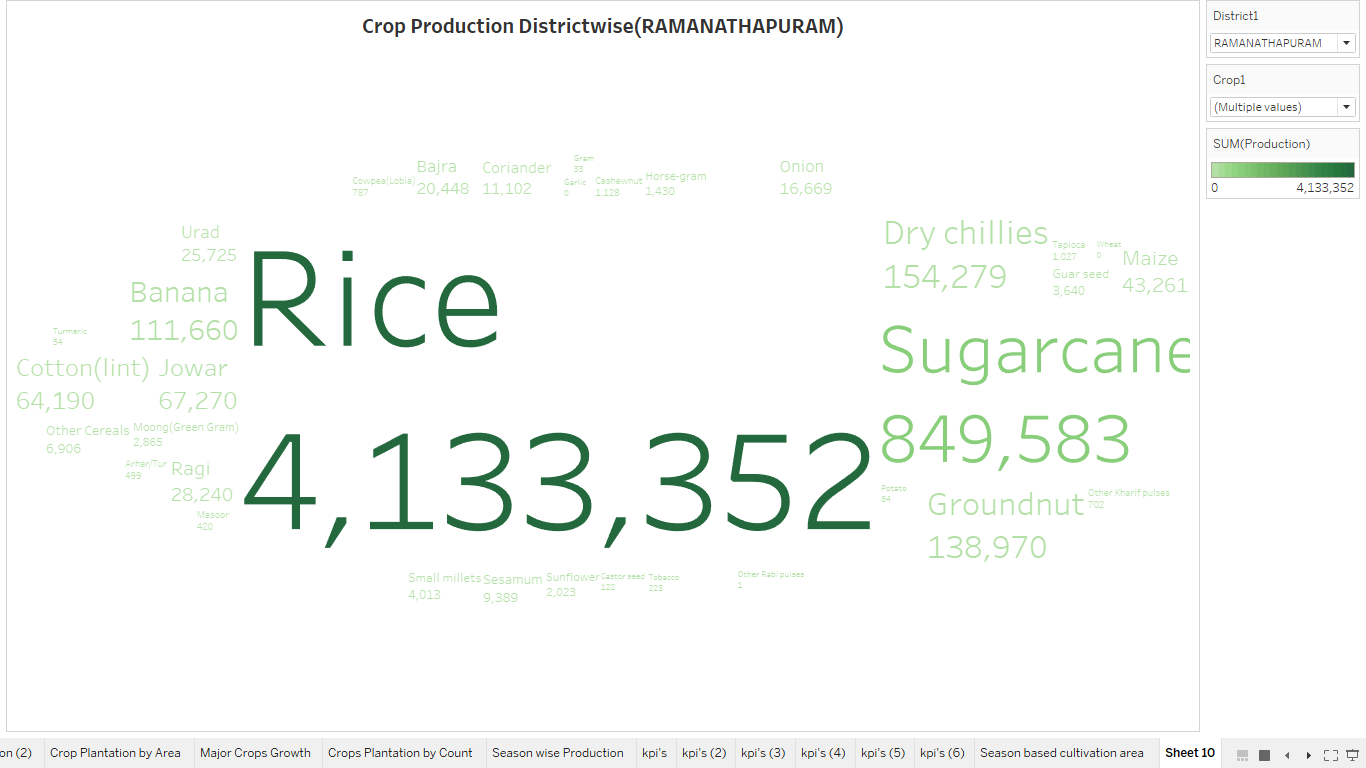 Crop Production Districtwise(RAMANATHAPURAM)
Cowpea(Lobia)
787
Bajra
20,448
Coriander
11,102
Gram
33
Garlic
0
Cashewnut
1,128
Horse-gram
1,430
Onion
16,669
Urad
25,725
Banana
111,660
Turmeric
54
Cotton(lint)
64,190
Jowar
67,270
Other Cereals
6,906
Moong(Green Gram)
2,865
Arhar/Tur
499
Ragi
28,240
Masoor
420
Rice
4,133,352
Dry chillies
154,279
Tapioca
1,027
Wheat
0
Guar seed
3,640
Maize
43,261
Sugarcane
849,583
Potato
54
Groundnut
138,970
Other Kharif pulses
702
Small millets
4,013
Sesamum
9,389
Sunflower
2,023
Castor seed
122
Tobacco
223
Other Rabi pulses
1
District1
RAMANATHAPURAM
Crop1
(Multiple values)
SUM(Production)
0 4,133,352
on (2) Crop Plantation by Area Major Crops Growth Crops Plantation by Count Season wise Production kpi's kpi's (2) kpi's (3) kpi's (4) kpi's (5) kpi's (6) Season based cultivation area Sheet 10